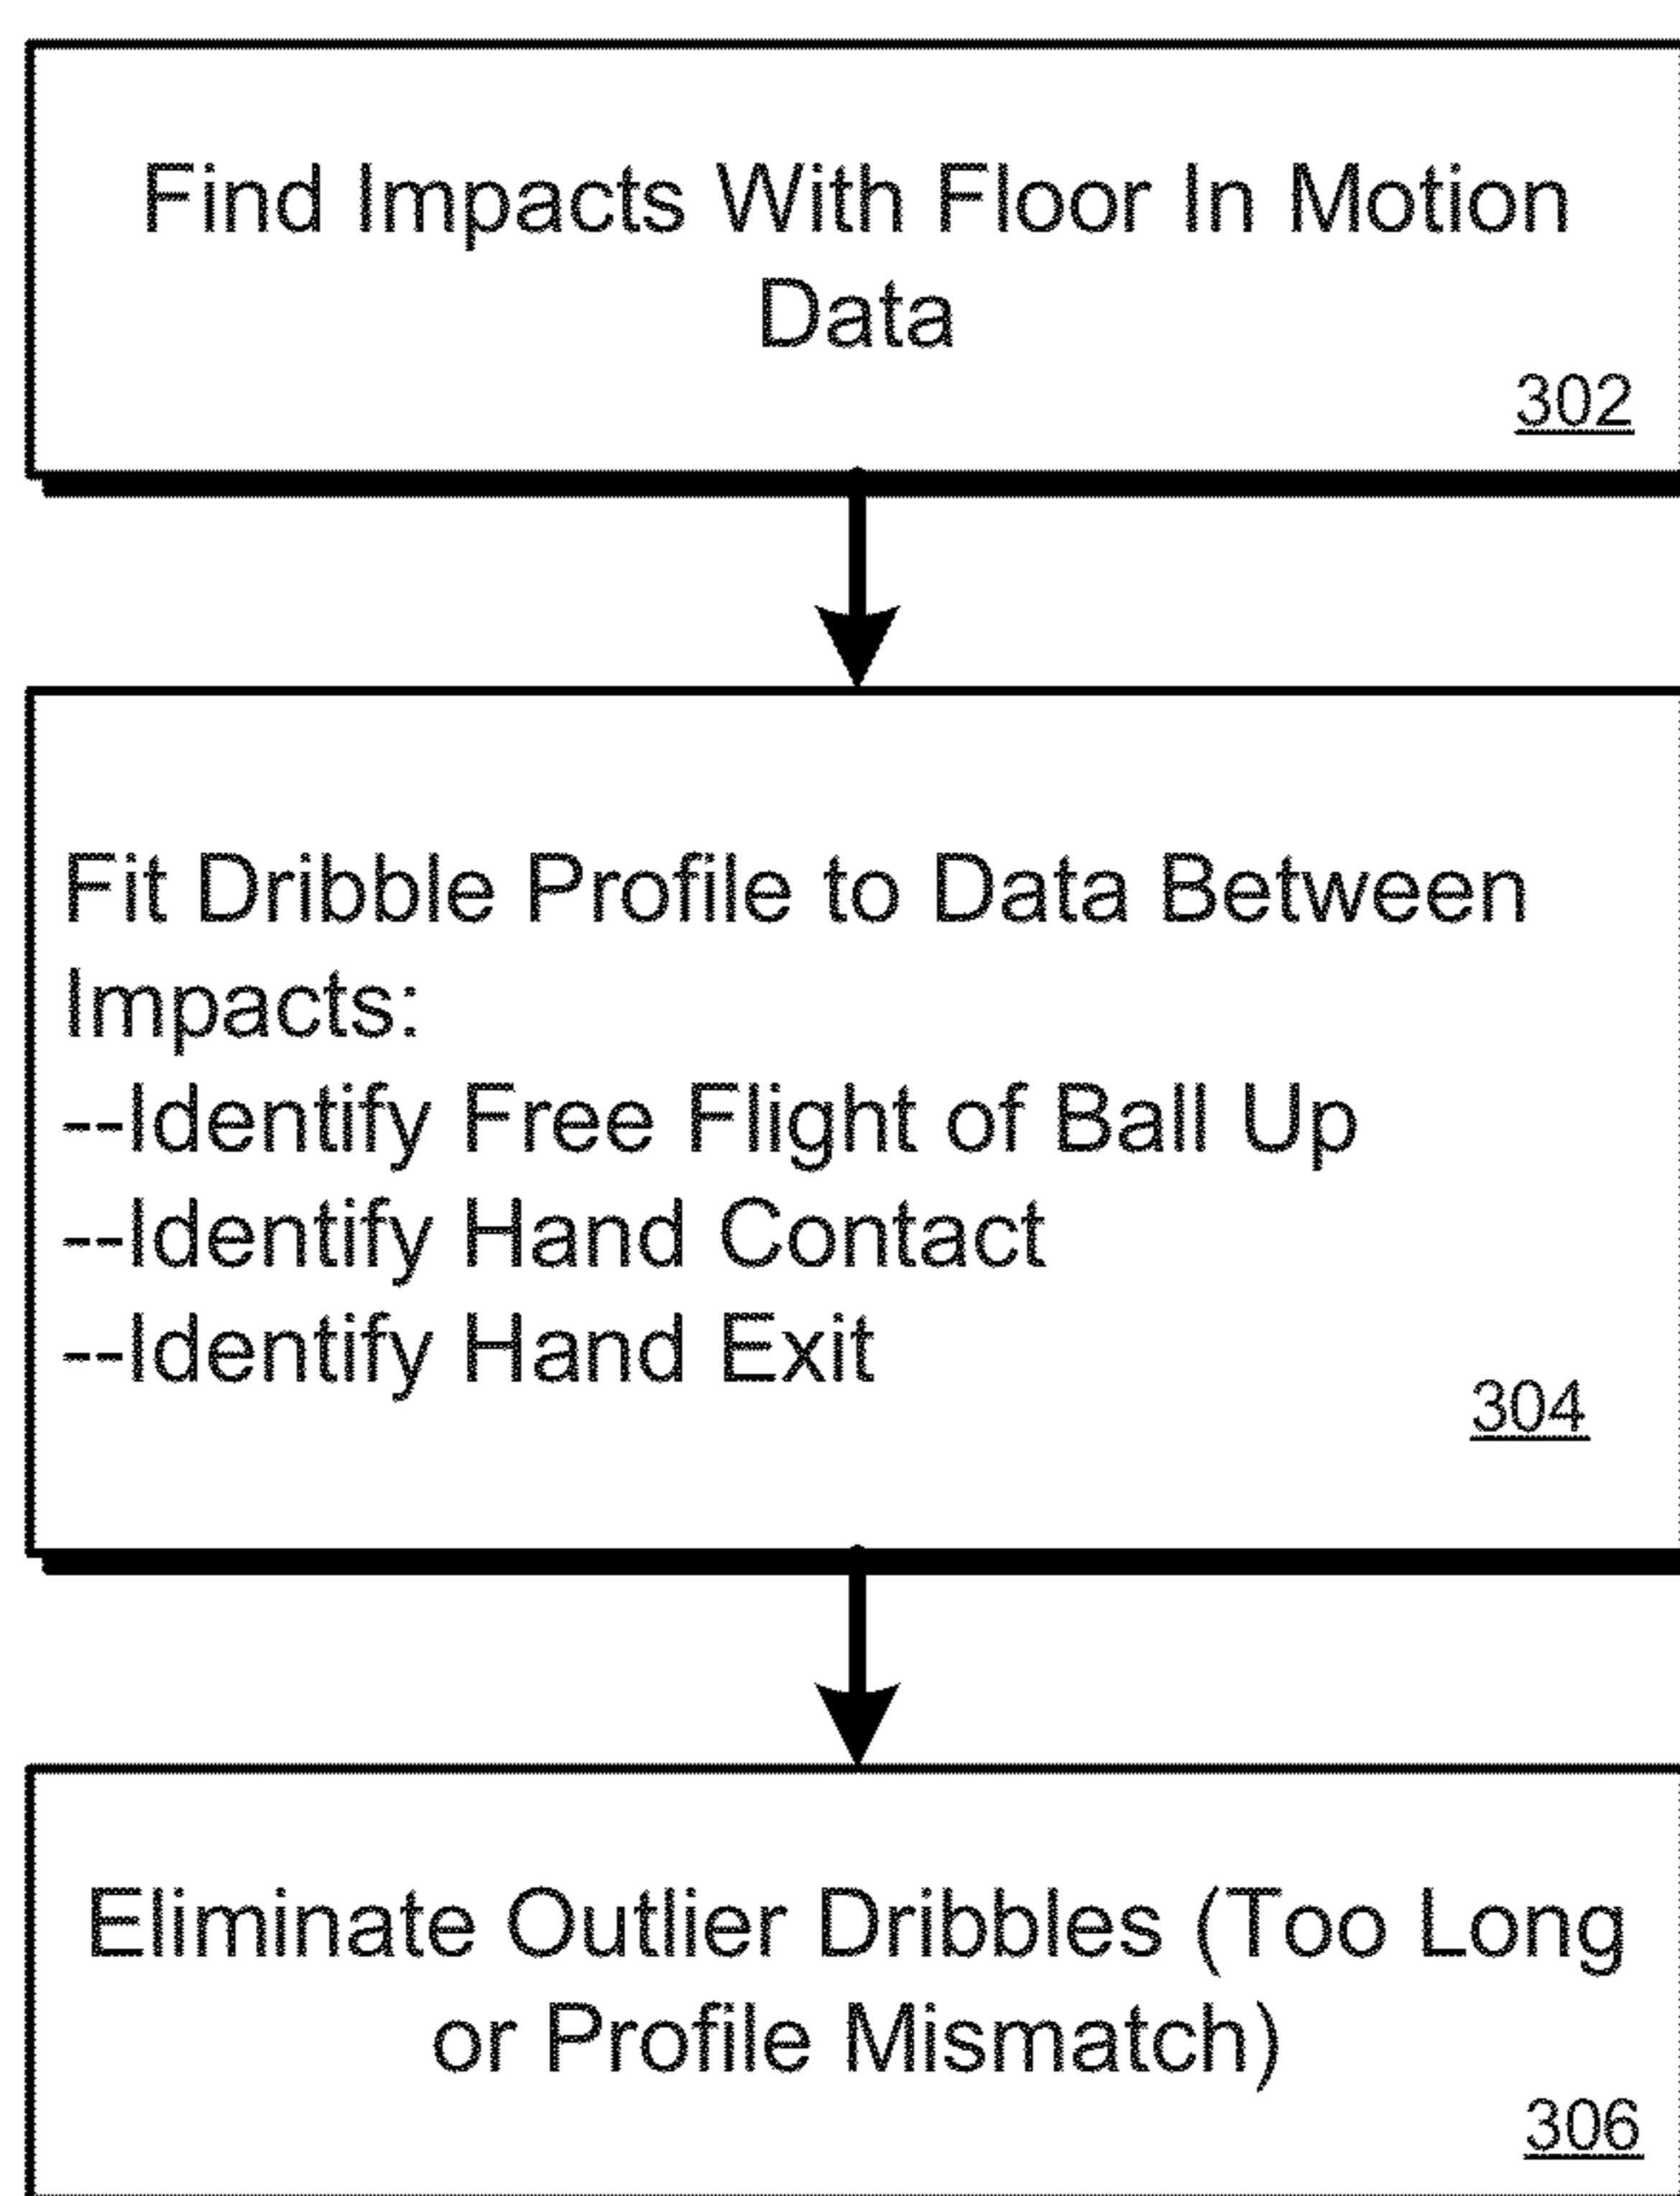 Find Impacts With Floor In Motion
Data
302
Fit Dribble Profile to Data Between
Impacts:
--Identify Free Flight of Ball Up
--Identify Hand Contact
--Identify Hand Exit
304
Eliminate Outlier Dribbles (Too Long
or Profile Mismatch)
306